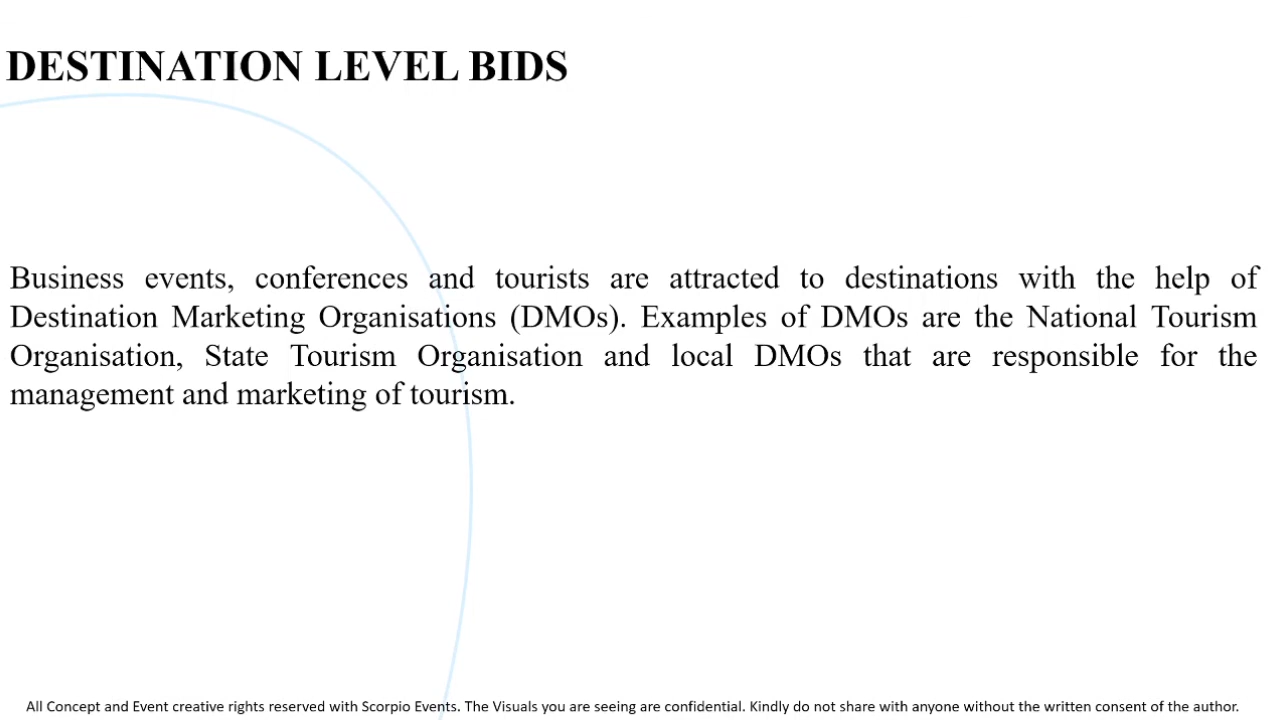 DESTINATION LEVEL BIDS
Business events, conferences and tourists are attracted to destinations with the help of
Destination Marketing Organisations (DMOs). Examples of DMOs are the National Tourism
Organisation, State Tourism Organisation and local DMOs that are responsible for the
management and marketing of tourism.
All Concept and Event creative rights reserved with Scorpio Events. The Visuals you are seeing are confidential. Kindly do not share with anyone without the written consent of the author.